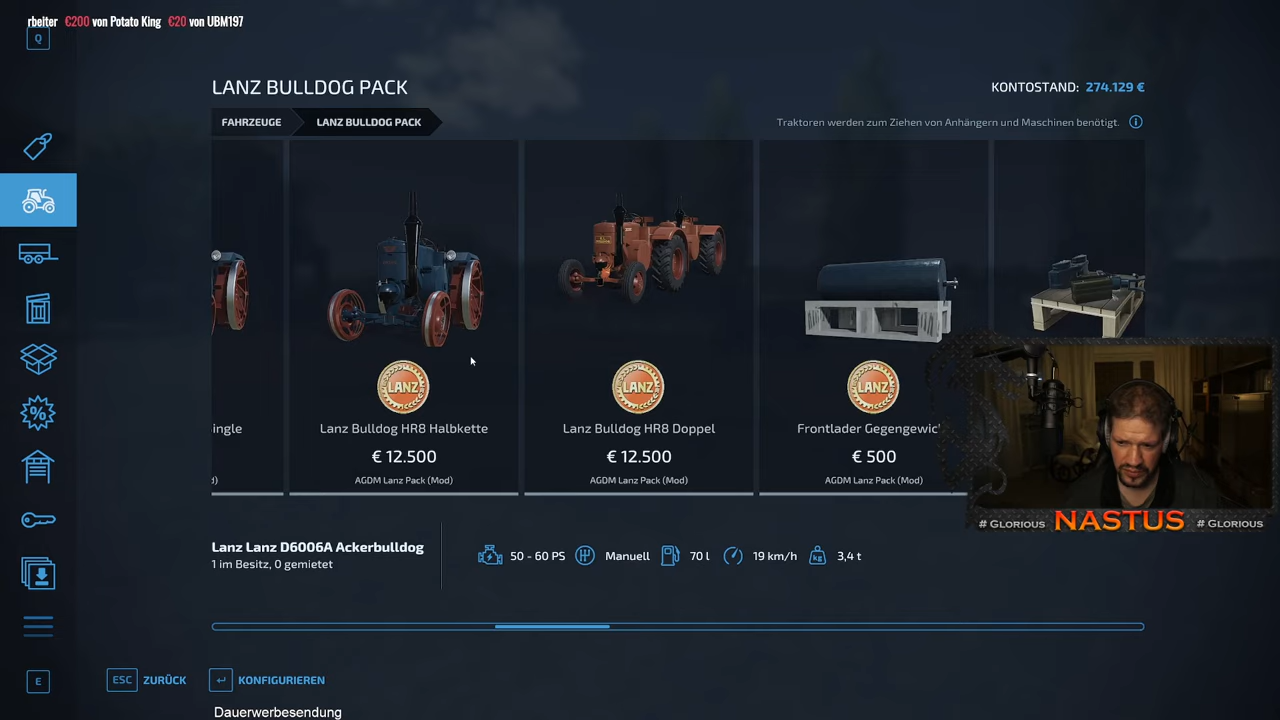 rbeiter €200 von Potato King €20 von UBM197
Q
LANZ BULLDOG PACK
KONTOSTAND: 274.129 €
FAHRZEUGE
LANZ BULLDOG PACK
Traktoren werden zum Ziehen von Anhängern und Maschinen benötigt.
LANZ
LANZ
LANZ
ingle
Lanz Bulldog HR8 Halbkette
Lanz Bulldog HR8 Doppel
Frontlader Gegengewic
€ 12.500
€ 12.500
€ 500
)
AGDM Lanz Pack (Mod)
AGDM Lanz Pack (Mod)
AGDM Lanz Pack (Mod)
# GLORIOUS NASTUS # GLORIOUS
Lanz Lanz D6006A Ackerbulldog
1 im Besitz, 0 gemietet
50 - 60 PS
Manuell
70 l
19 km/h
kg
3,4 t
E
ESC ZURÜCK
KONFIGURIEREN
Dauerwerbesendung